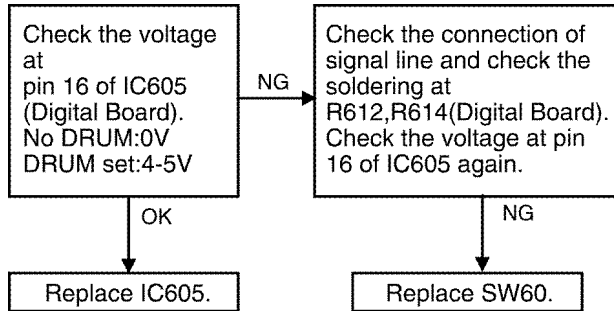 Check the voltage
at
pin 16 of IC605
(Digital Board).
No DRUM:0V
DRUM set:4-5V
NG
Check the connection of
signal line and check the
soldering at
R612,R614(Digital Board).
Check the voltage at pin
16 of IC605 again.
OK
NG
Replace IC605.
Replace SW60.